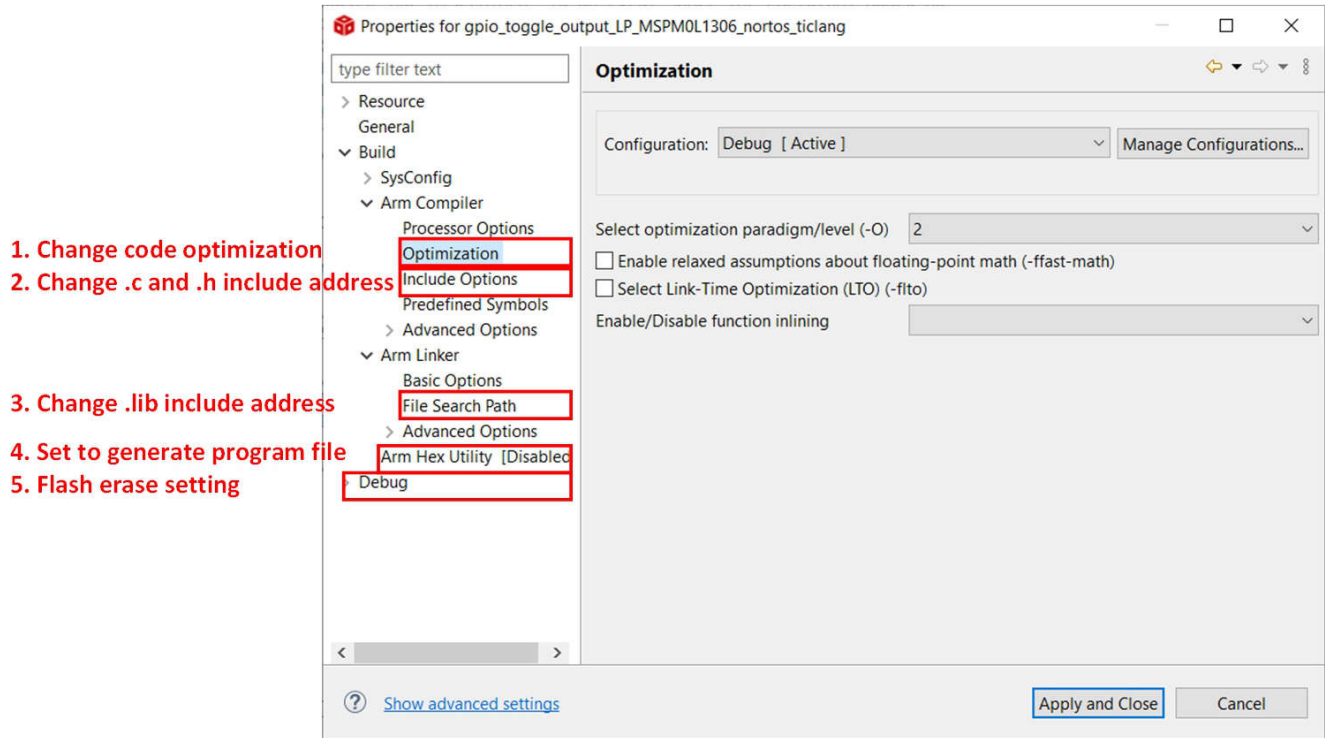 Properties for gpio_toggle_output_LP_MSPM0L1306_nortos_ticlang
type filter text
Resource
General
Build
SysConfig
Arm Compiler
Processor Options
Optimization
Include Options
Predefined Symbols
Advanced Options
Arm Linker
Basic Options
File Search Path
Advanced Options
Arm Hex Utility [Disabled
Debug
1. Change code optimization
2. Change .c and .h include address
3. Change .lib include address
4. Set to generate program file
5. Flash erase setting
Optimization
Configuration: Debug [ Active ] Manage Configurations...
Select optimization paradigm/level (-O) 2
Enable relaxed assumptions about floating-point math (-ffast-math)
Select Link-Time Optimization (LTO) (-flto)
Enable/Disable function inlining
Show advanced settings
Apply and Close Cancel